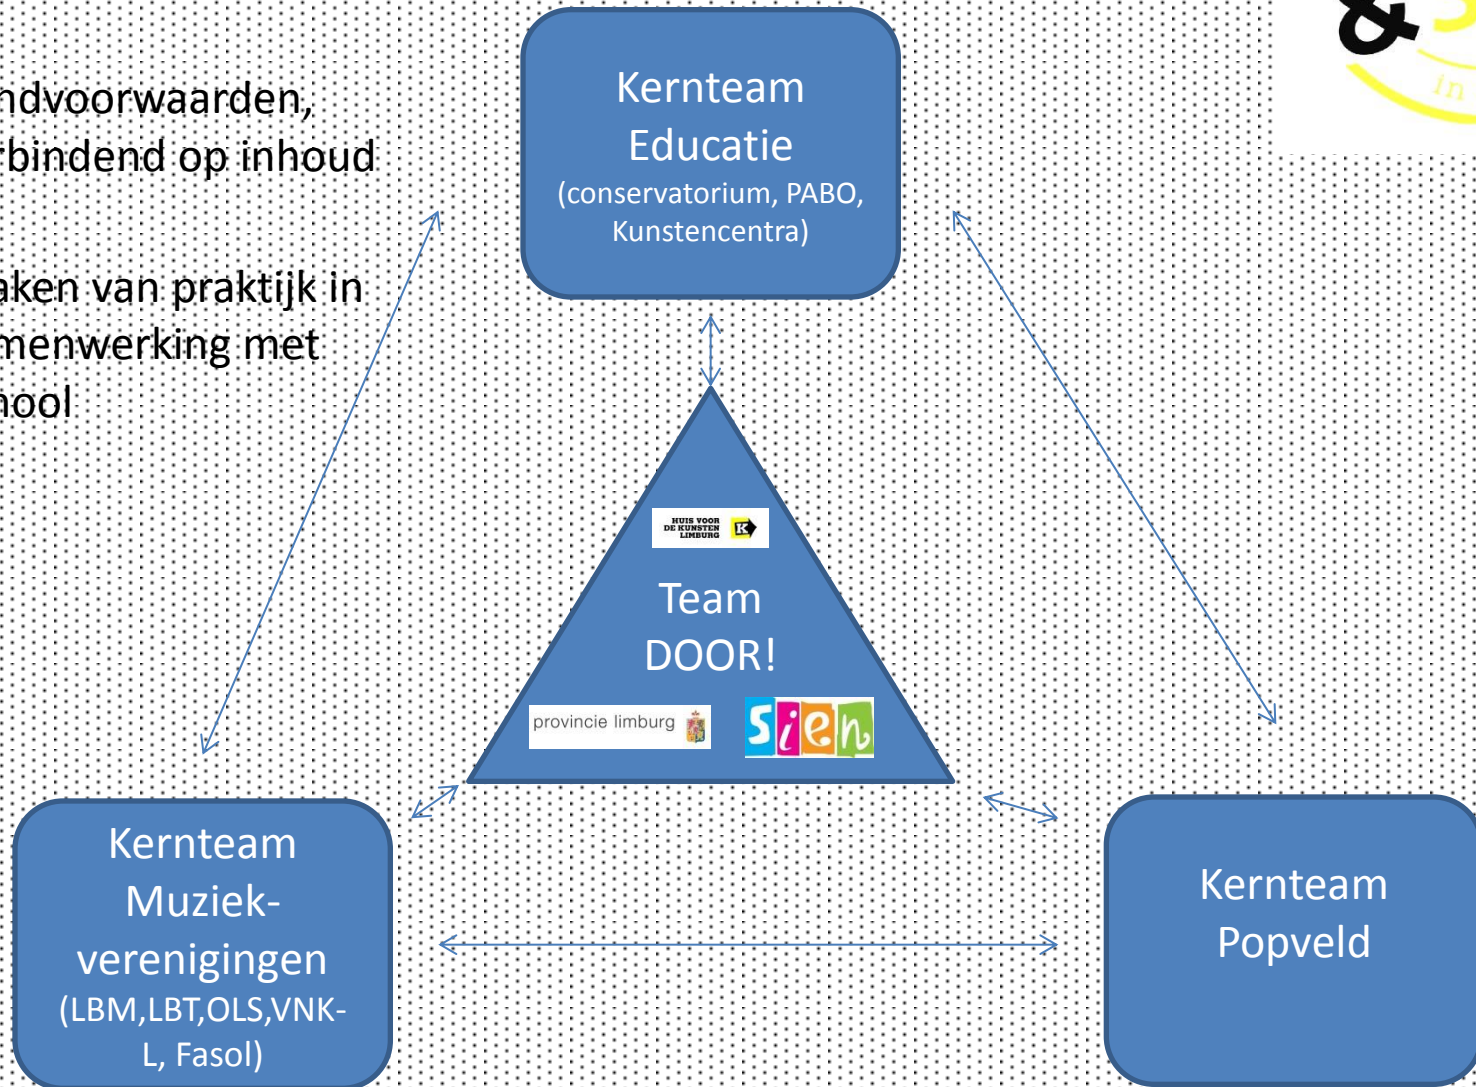 ndvoorwaarden,
rbindend op inhoud
aken van praktijk in
menwerking met
hool
&
in
Kernteam
Educatie
(conservatorium, PABO,
Kunstencentra)
HUIS VOOR
DE KUNSTEN
LIMBURG
K
Team
DOOR!
provincie limburg
sien
Kernteam
Muziek-
verenigingen
(LBM,LBT,OLS,VNK-
L, Fasol)
Kernteam
Popveld